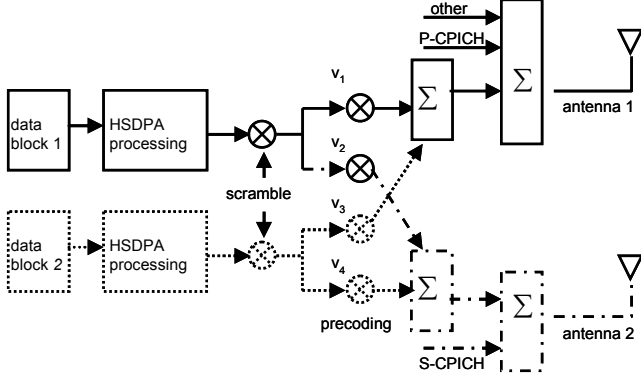 other
P-CPICH
v1
Σ
Σ
antenna 1
data
block 1
HSDPA
processing
v2
scramble
v3
data
block 2
HSDPA
processing
v4
Σ
Σ
precoding
antenna 2
S-CPICH